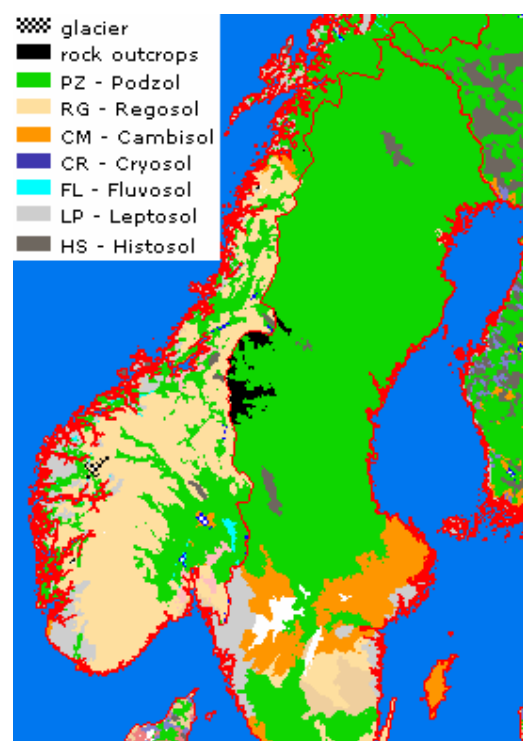 glacier
rock outcrops
PZ - Podzol
RG - Regosol
CM - Cambisol
CR - Cryosol
FL - Fluvosol
LP - Leptosol
HS - Histosol